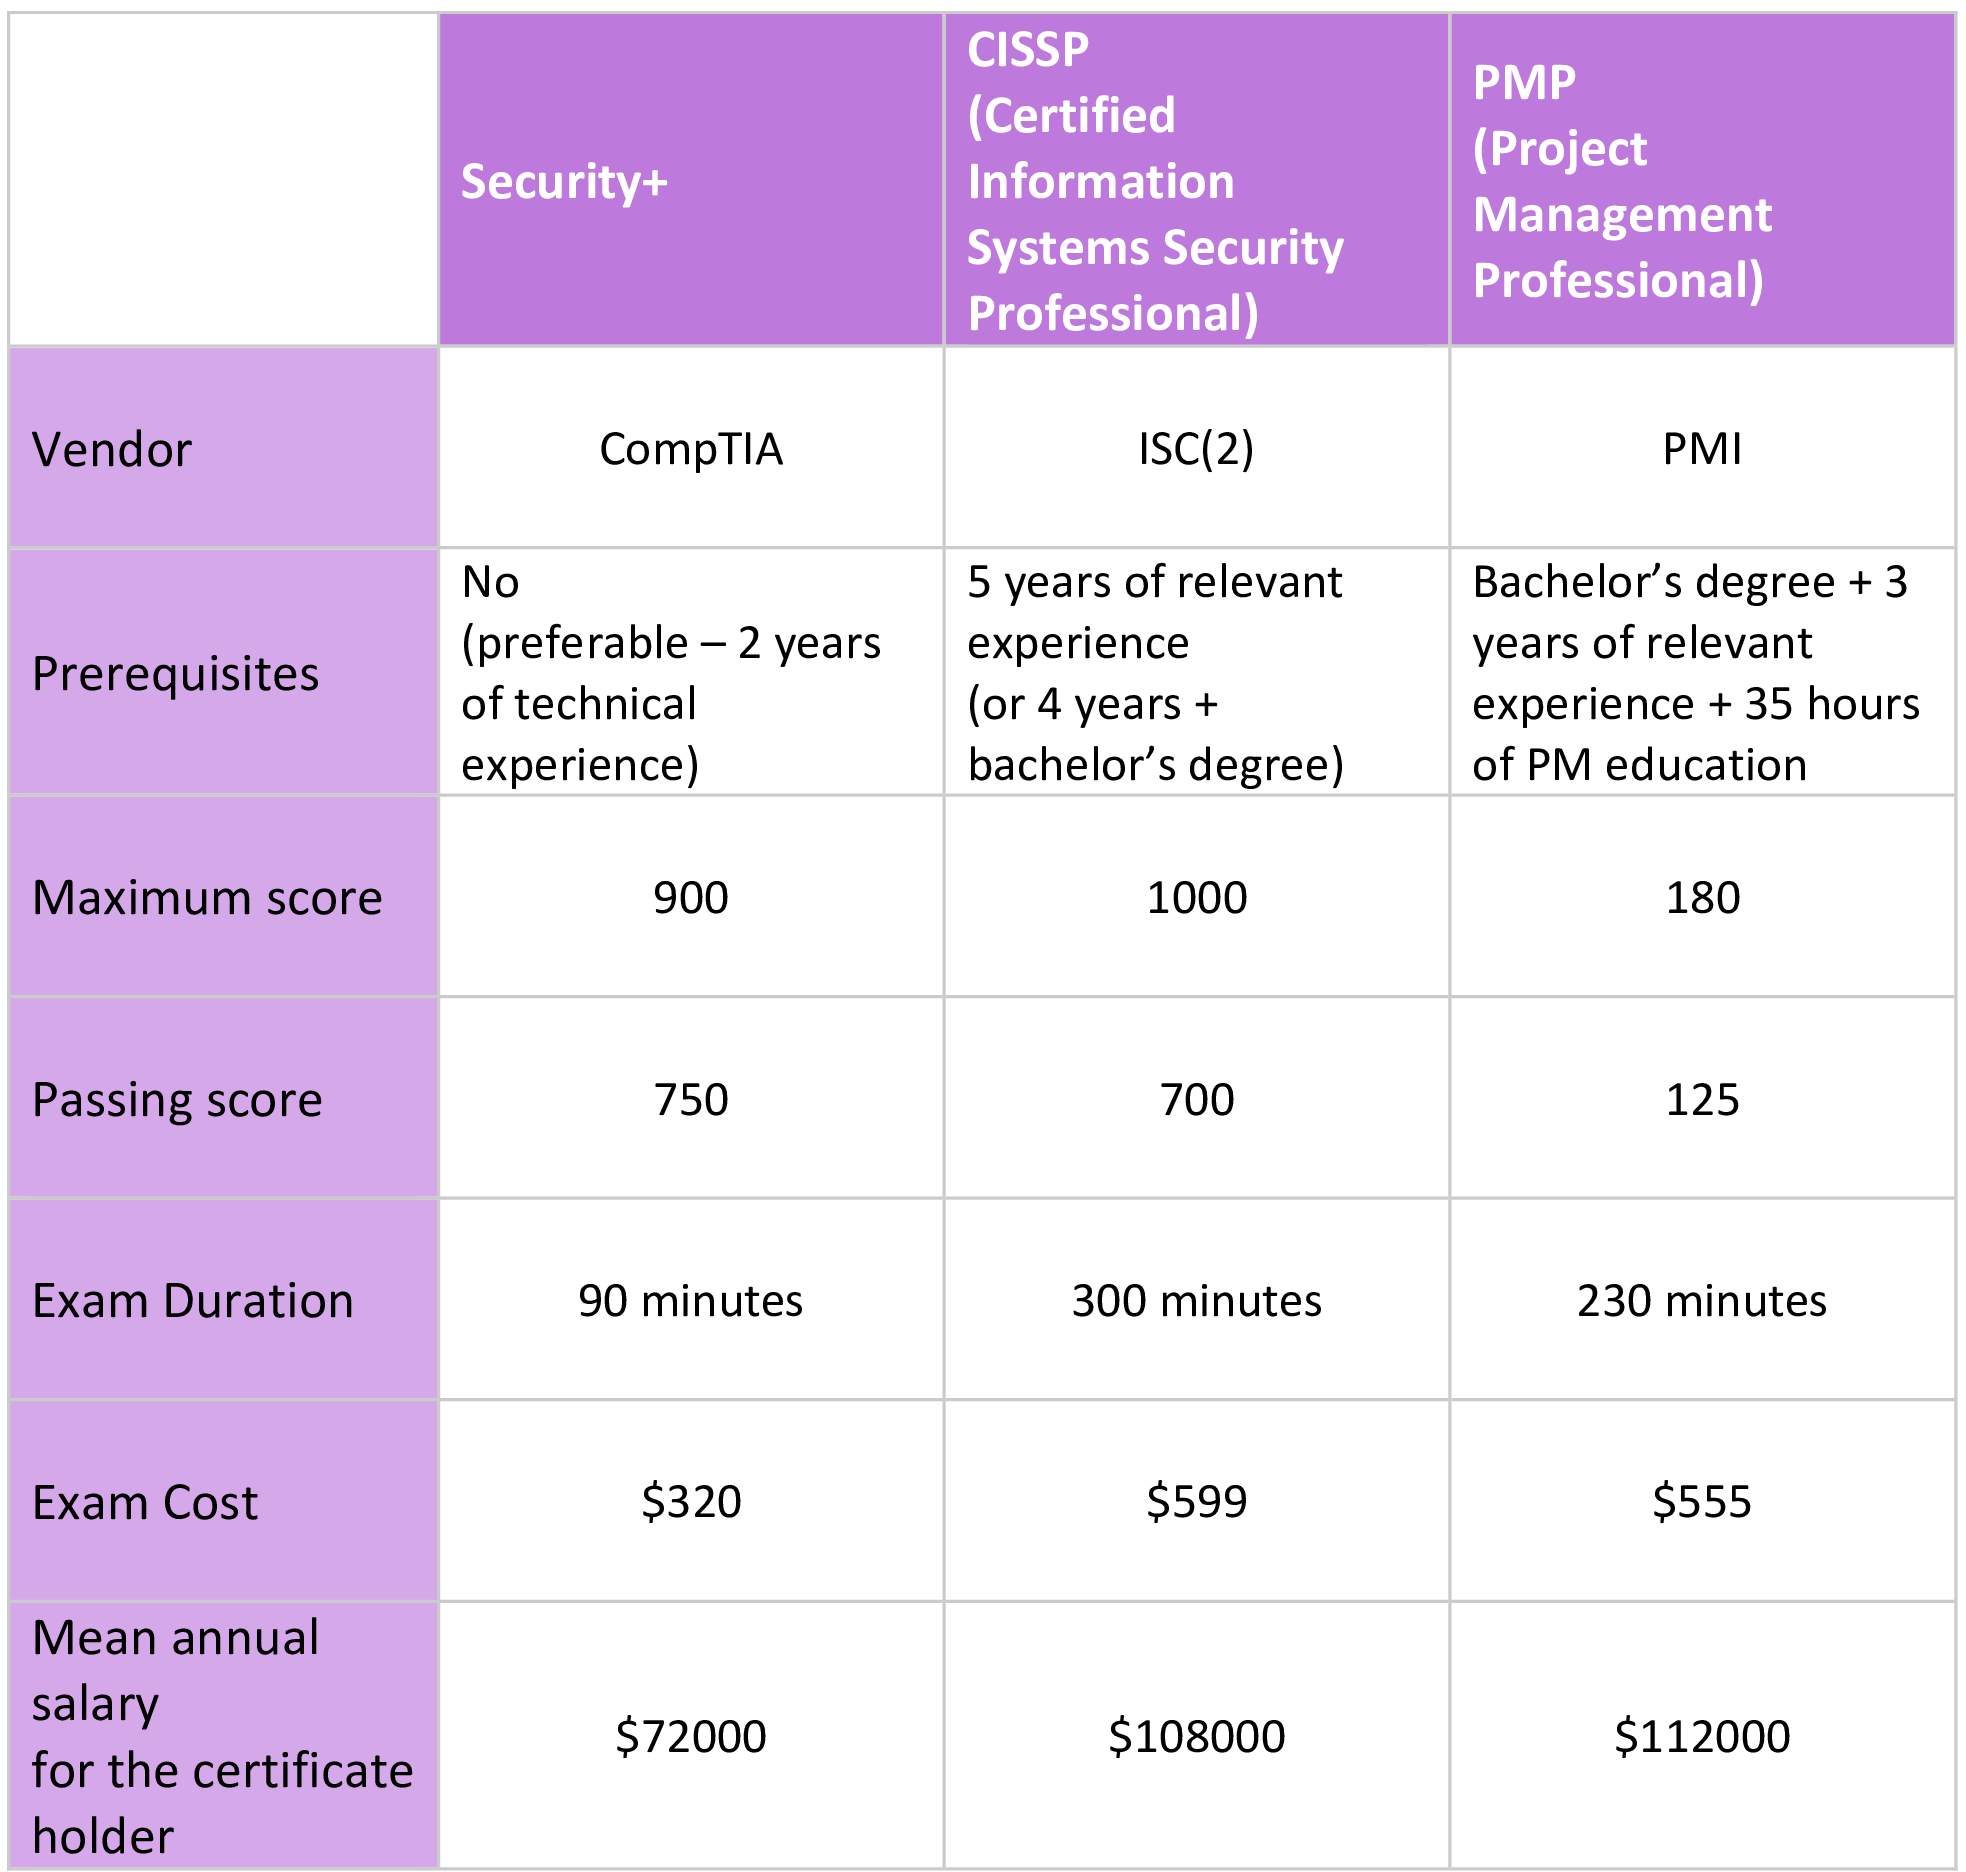 Security+
CISSP
(Certified
Information
Systems Security
Professional)
PMP
(Project
Management
Professional)
Vendor
CompTIA
ISC(2)
PMI
Prerequisites
No
(preferable – 2 years
of technical
experience)
5 years of relevant
experience
(or 4 years +
bachelor’s degree)
Bachelor’s degree + 3
years of relevant
experience + 35 hours
of PM education
Maximum score
900
1000
180
Passing score
750
700
125
Exam Duration
90 minutes
300 minutes
230 minutes
Exam Cost
$320
$599
$555
Mean annual
salary
for the certificate
holder
$72000
$108000
$112000